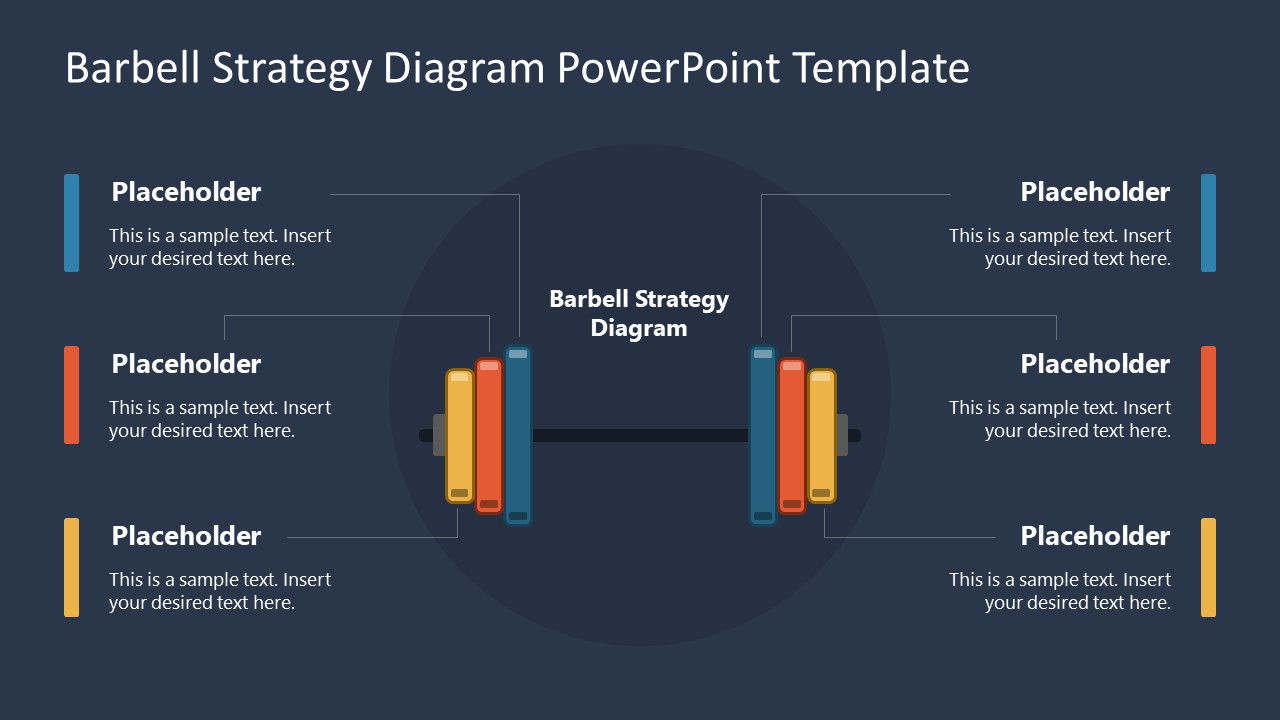 Barbell Strategy Diagram PowerPoint Template
Placeholder
This is a sample text. Insert
your desired text here.
Placeholder
This is a sample text. Insert
your desired text here.
Placeholder
This is a sample text. Insert
your desired text here.
Barbell Strategy
Diagram
Placeholder
This is a sample text. Insert
your desired text here.
Placeholder
This is a sample text. Insert
your desired text here.
Placeholder
This is a sample text. Insert
your desired text here.